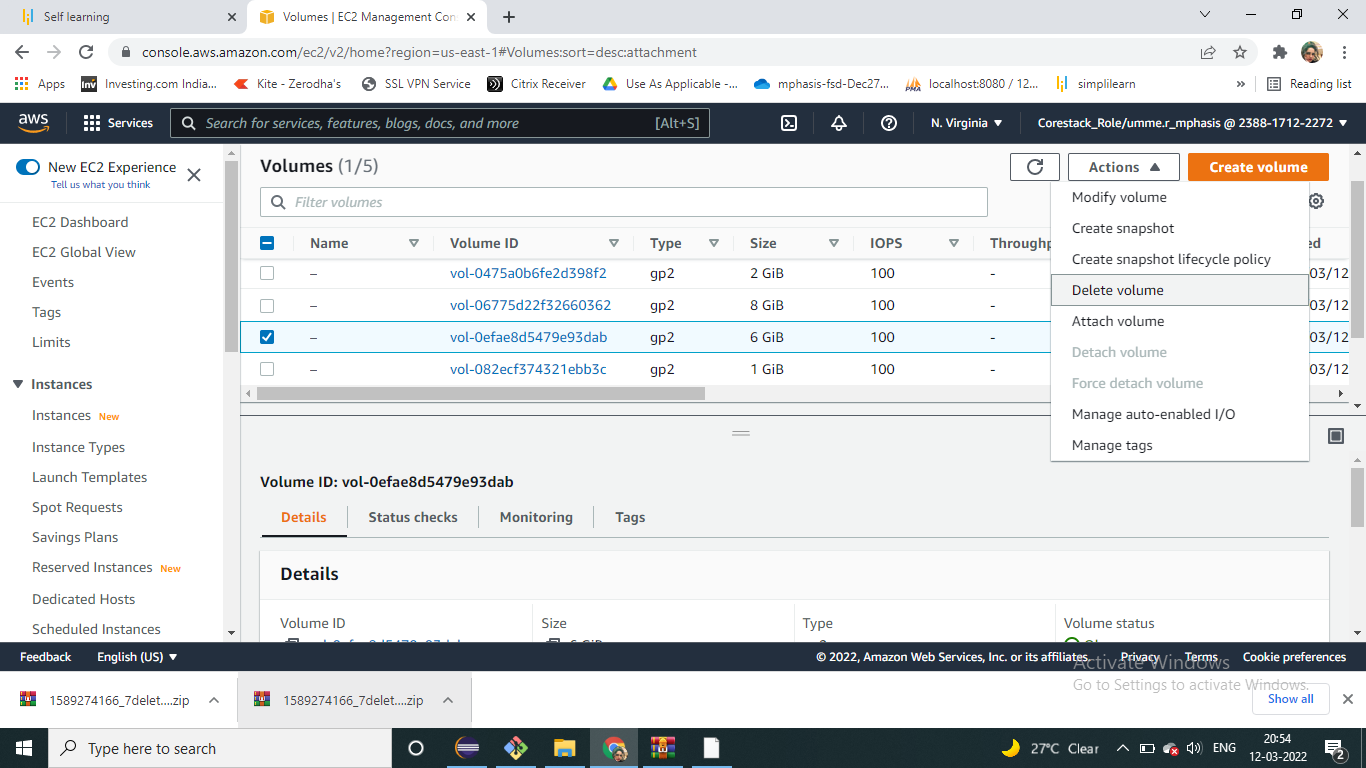 Self learning
Volumes | EC2 Management Con
console.aws.amazon.com/ec2/v2/home?region=us-east-1#Volumes:sort=desc:attachment
Apps
Investing.com India...
Kite - Zerodha's
SSL VPN Service
Citrix Receiver
Use As Applicable -...
mphasis-fsd-Dec27...
localhost:8080 / 12...
simplilearn
»
Reading list
aws
Services
Search for services, features, blogs, docs, and more
[Alt+S]
N. Virginia
Corestack_Role/umme.r_mphasis @ 2388-1712-2272
New EC2 Experience
Tell us what you think
EC2 Dashboard
EC2 Global View
Events
Tags
Limits
Instances
Instances New
Instance Types
Launch Templates
Spot Requests
Savings Plans
Reserved Instances New
Dedicated Hosts
Scheduled Instances
Volumes (1/5)
Actions
Create volume
Filter volumes
Name Volume ID Type Size IOPS Throughp ed
– vol-0475a0b6fe2d398f2 gp2 2 GiB 100 - 03/12
– vol-06775d22f32660362 gp2 8 GiB 100 - 03/12
– vol-0efae8d5479e93dab gp2 6 GiB 100 - 03/12
– vol-082ecf374321ebb3c gp2 1 GiB 100 - 03/12
Modify volume
Create snapshot
Create snapshot lifecycle policy
Delete volume
Attach volume
Detach volume
Force detach volume
Manage auto-enabled I/O
Manage tags
Volume ID: vol-0efae8d5479e93dab
Details
Status checks
Monitoring
Tags
Details
Volume ID
Size
Type
Volume status
Feedback
English (US)
© 2022, Amazon Web Services, Inc. or its affiliates.
Privacy
Terms
Cookie preferences
Activate Windows
Go to Settings to activate Windows.
1589274166_7delet....zip
1589274166_7delet....zip
Show all
Type here to search
27°C Clear
ENG
20:54
12-03-2022
2